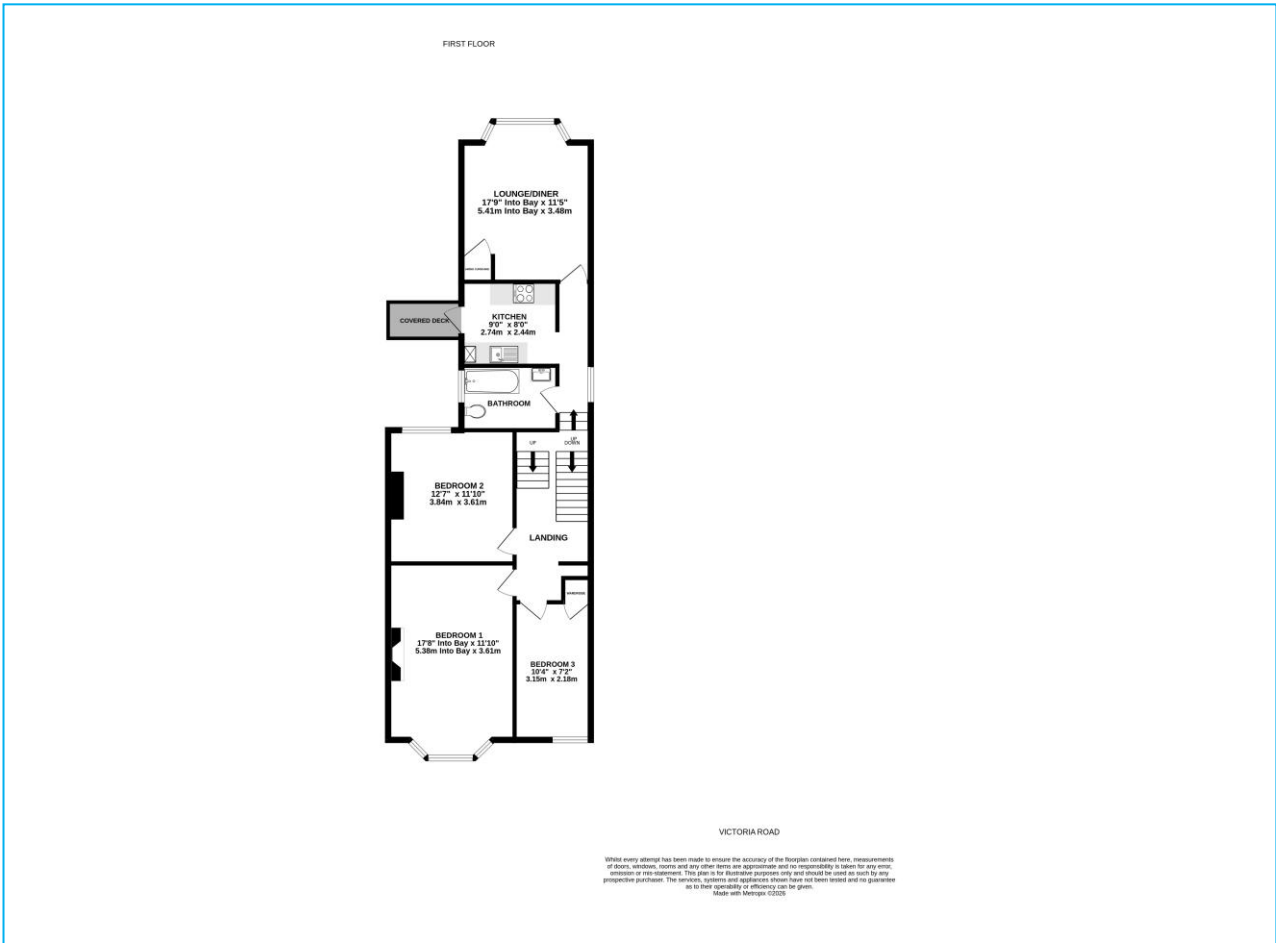 FIRST FLOOR
LOUNGE/DINER
17'9" Into Bay x 11'5"
5.41m Into Bay x 3.48m
COVERED DECK
KITCHEN
9'0" x 8'0"
2.74m x 2.44m
BATHROOM
UP
UP
DOWN
BEDROOM 2
12'7" x 11'10"
3.84m x 3.61m
LANDING
WARDROBE
BEDROOM 1
17'8" Into Bay x 11'10"
5.38m Into Bay x 3.61m
BEDROOM 3
10'4" x 7'2"
3.15m x 2.18m
VICTORIA ROAD
Whilst every attempt has been made to ensure the accuracy of the floorplan contained here, measurements
of doors, windows, rooms and any other items are approximate and no responsibility is taken for any error,
omission or mis-statement. This plan is for illustrative purposes only and should be used as such by any
prospective purchaser. The services, systems and appliances shown have not been tested and no guarantee
as to their operability or efficiency can be given.
Made with Metropix ©2026